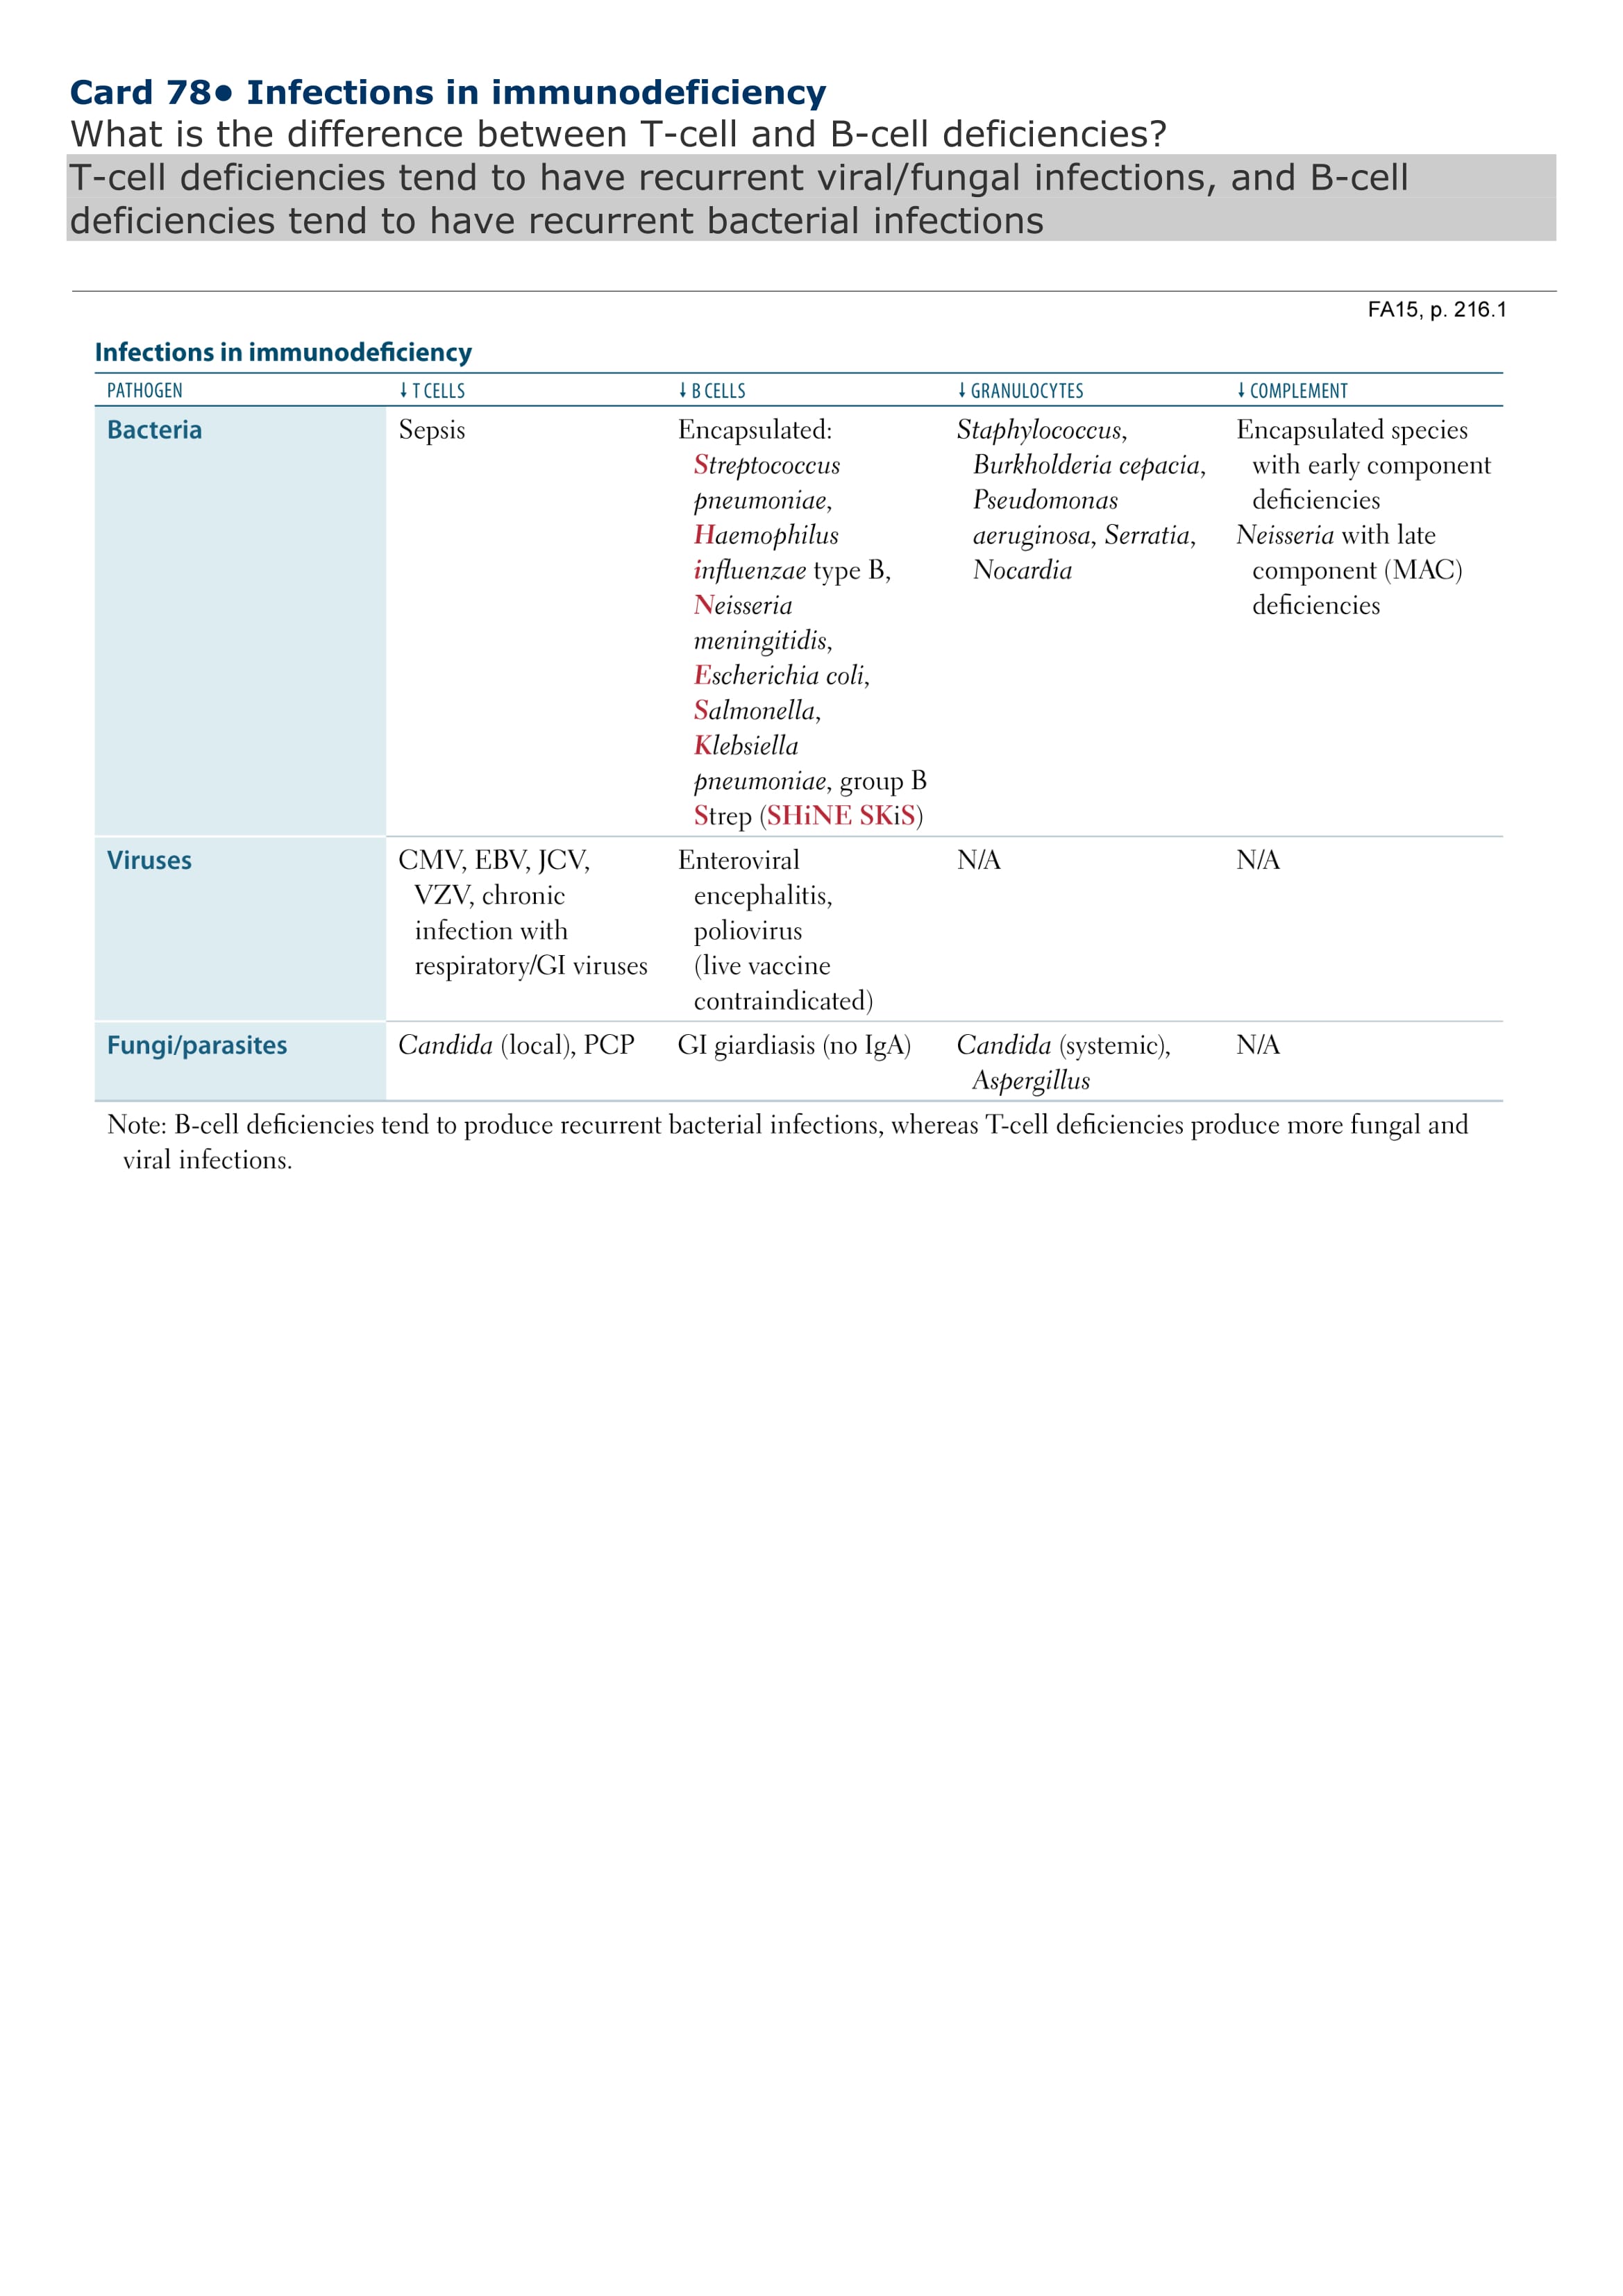 Card 78• Infections in immunodeficiency
What is the difference between T-cell and B-cell deficiencies?
T-cell deficiencies tend to have recurrent viral/fungal infections, and B-cell
deficiencies tend to have recurrent bacterial infections
FA15, p. 216.1
Infections in immunodeficiency
PATHOGEN ↓ T CELLS ↓ B CELLS ↓ GRANULOCYTES ↓ COMPLEMENT
Bacteria Sepsis Encapsulated: Staphylococcus, Encapsulated species
Streptococcus Burkholderia cepacia, with early component
pneumoniae, Pseudomonas deficiencies
Haemophilus aeruginosa, Serratia, Neisseria with late
influenzae type B, Nocardia component (MAC)
Neisseria deficiencies
meningitidis,
Escherichia coli,
Salmonella,
Klebsiella
pneumoniae, group B
Strep (SHiNE SKiS)
Viruses CMV, EBV, JCV, Enteroviral N/A N/A
VZV, chronic encephalitis,
infection with poliovirus
respiratory/GI viruses (live vaccine
contraindicated)
Fungi/parasites Candida (local), PCP GI giardiasis (no IgA) Candida (systemic), N/A
Aspergillus
Note: B-cell deficiencies tend to produce recurrent bacterial infections, whereas T-cell deficiencies produce more fungal and
viral infections.